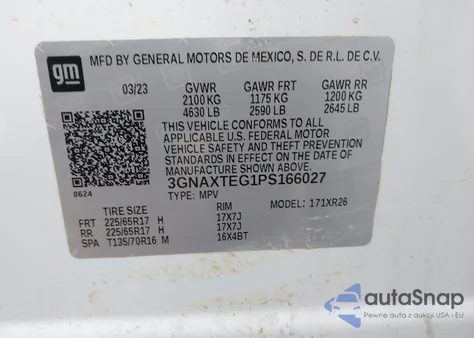 gm
MFD BY GENERAL MOTORS DE MEXICO, S. DE R.L. DE C.V.
03/23 GVWR GAWR FRT GAWR RR
2100 KG 1175 KG 1200 KG
4630 LB 2590 LB 2645 LB
THIS VEHICLE CONFORMS TO ALL
APPLICABLE U.S. FEDERAL MOTOR
VEHICLE SAFETY AND THEFT PREVENTION
STANDARDS IN EFFECT ON THE DATE OF
MANUFACTURE SHOWN ABOVE.
3GNAXTEG1PS166027
8624
TYPE: MPV MODEL: 171XR26
TIRE SIZE RIM
FRT 225/65R17 H 17X7J
RR 225/65R17 H 17X7J
SPA T135/70R16 M 16X4BT
autoSnap
Pewne auta z aukcji USA i EU